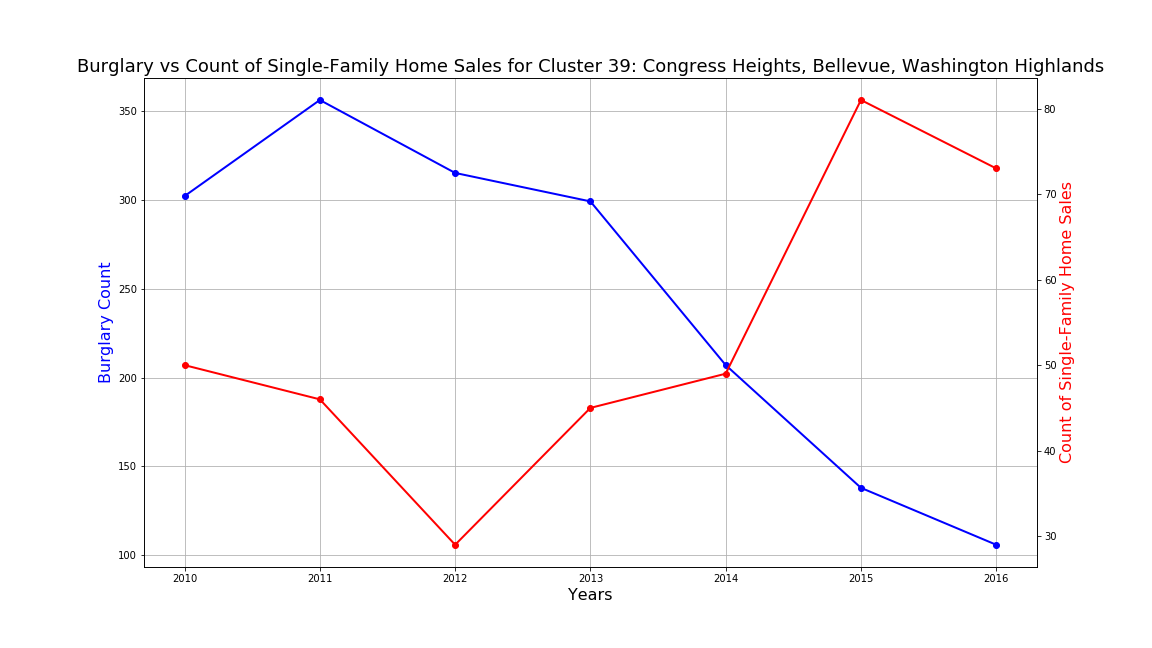 Burglary vs Count of Single-Family Home Sales for Cluster 39: Congress Heights, Bellevue, Washington Highlands
Burglary Count
350
300
250
200
150
100
80
70
60
50
40
30
Count of Single-Family Home Sales
2010 2011 2012 2013 2014 2015 2016
Years